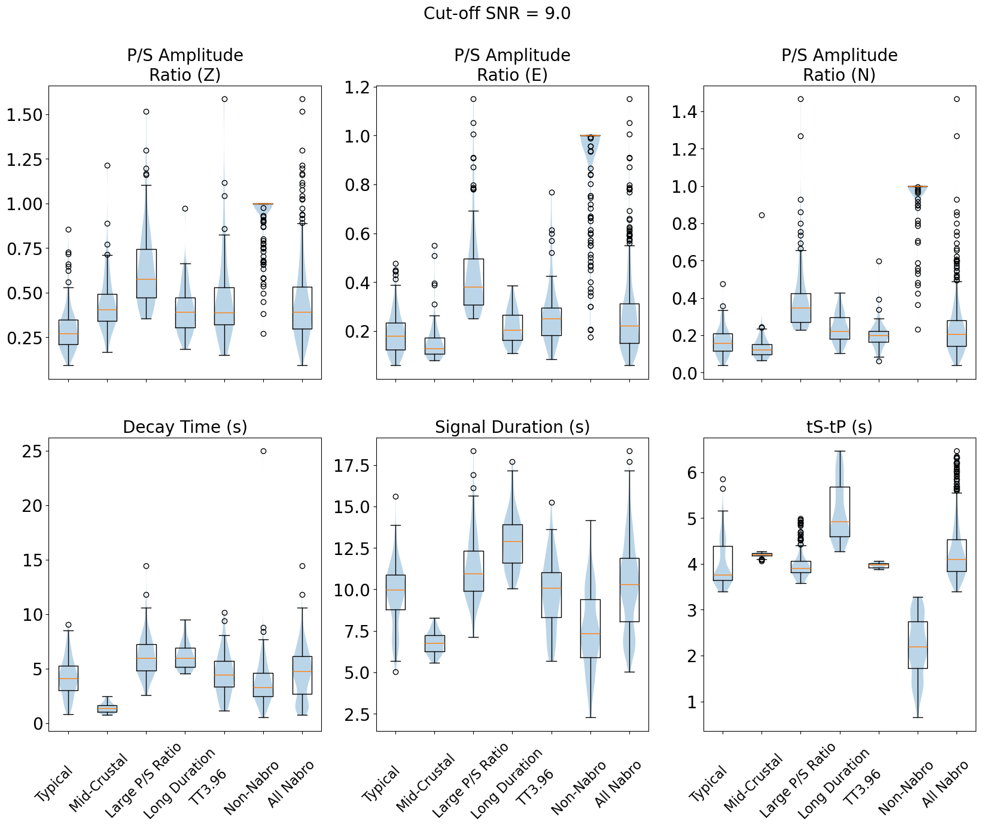 Cut-off SNR = 9.0
P/S Amplitude
Ratio (Z)
P/S Amplitude
Ratio (E)
P/S Amplitude
Ratio (N)
1.50
1.25
1.00
0.75
0.50
0.25
1.2
1.0
0.8
0.6
0.4
0.2
1.4
1.2
1.0
0.8
0.6
0.4
0.2
0.0
Decay Time (s)
Signal Duration (s)
tS-tP (s)
25
20
15
10
5
0
17.5
15.0
12.5
10.0
7.5
5.0
2.5
6
5
4
3
2
1
Typical
Mid-Crustal
Large P/S Ratio
Long Duration
TT3.96
Non-Nabro
All Nabro
Typical
Mid-Crustal
Large P/S Ratio
Long Duration
TT3.96
Non-Nabro
All Nabro
Typical
Mid-Crustal
Large P/S Ratio
Long Duration
TT3.96
Non-Nabro
All Nabro